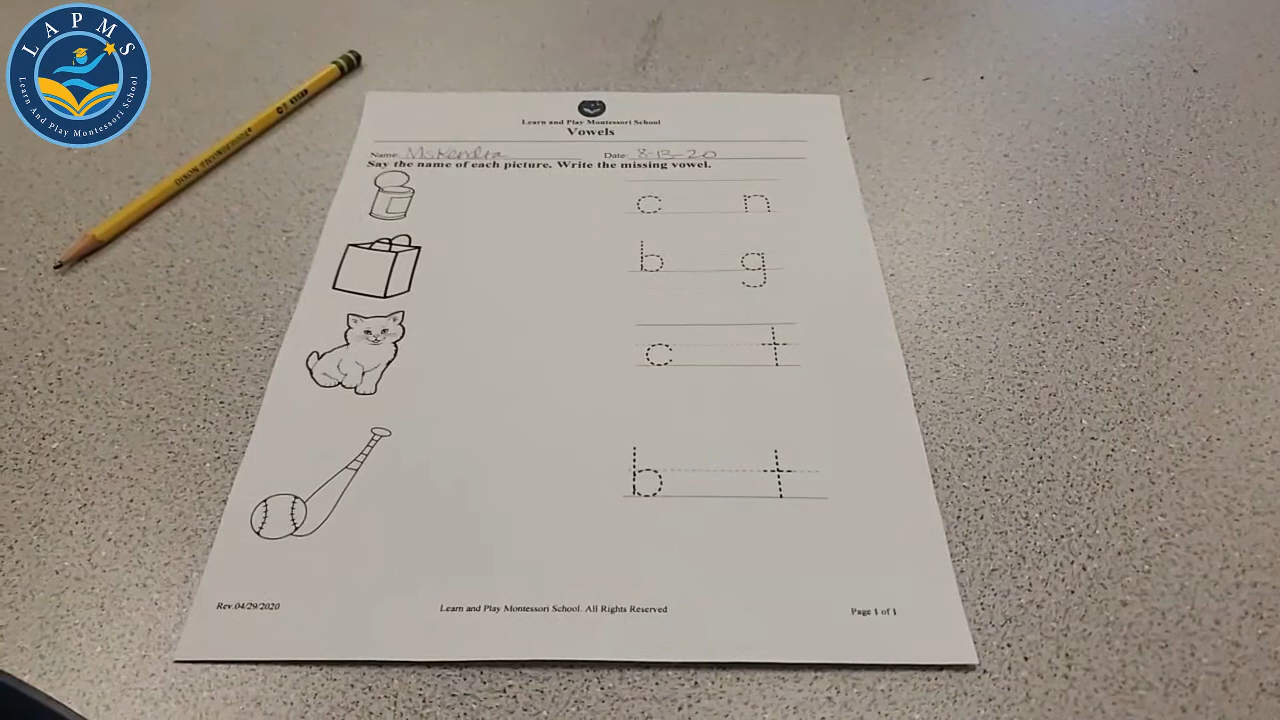 LAPMS
Learn And Play Montessori School
DIXON TICONDEROGA
Learn and Play Montessori School
Vowels
Name: MsKendra Date: 8-13-20
Say the name of each picture. Write the missing vowel.
c n
b g
c t
b t
Rev.04/29/2020 Learn and Play Montessori School. All Rights Reserved Page 1 of 1